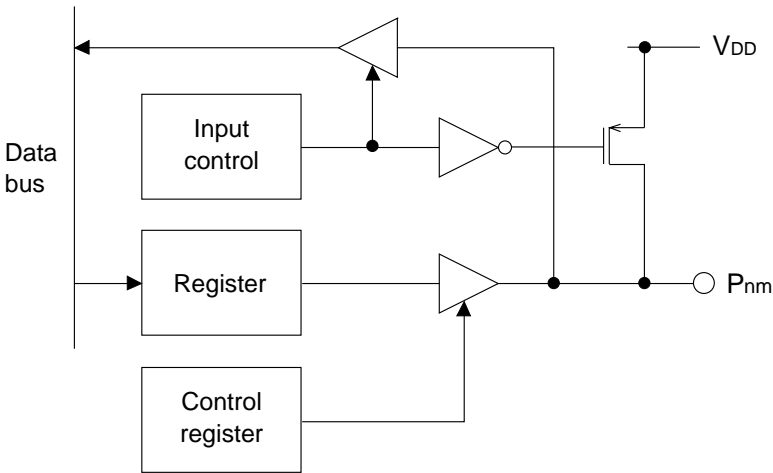 VDD
Input
control
Data
bus
Register
Pnm
Control
register